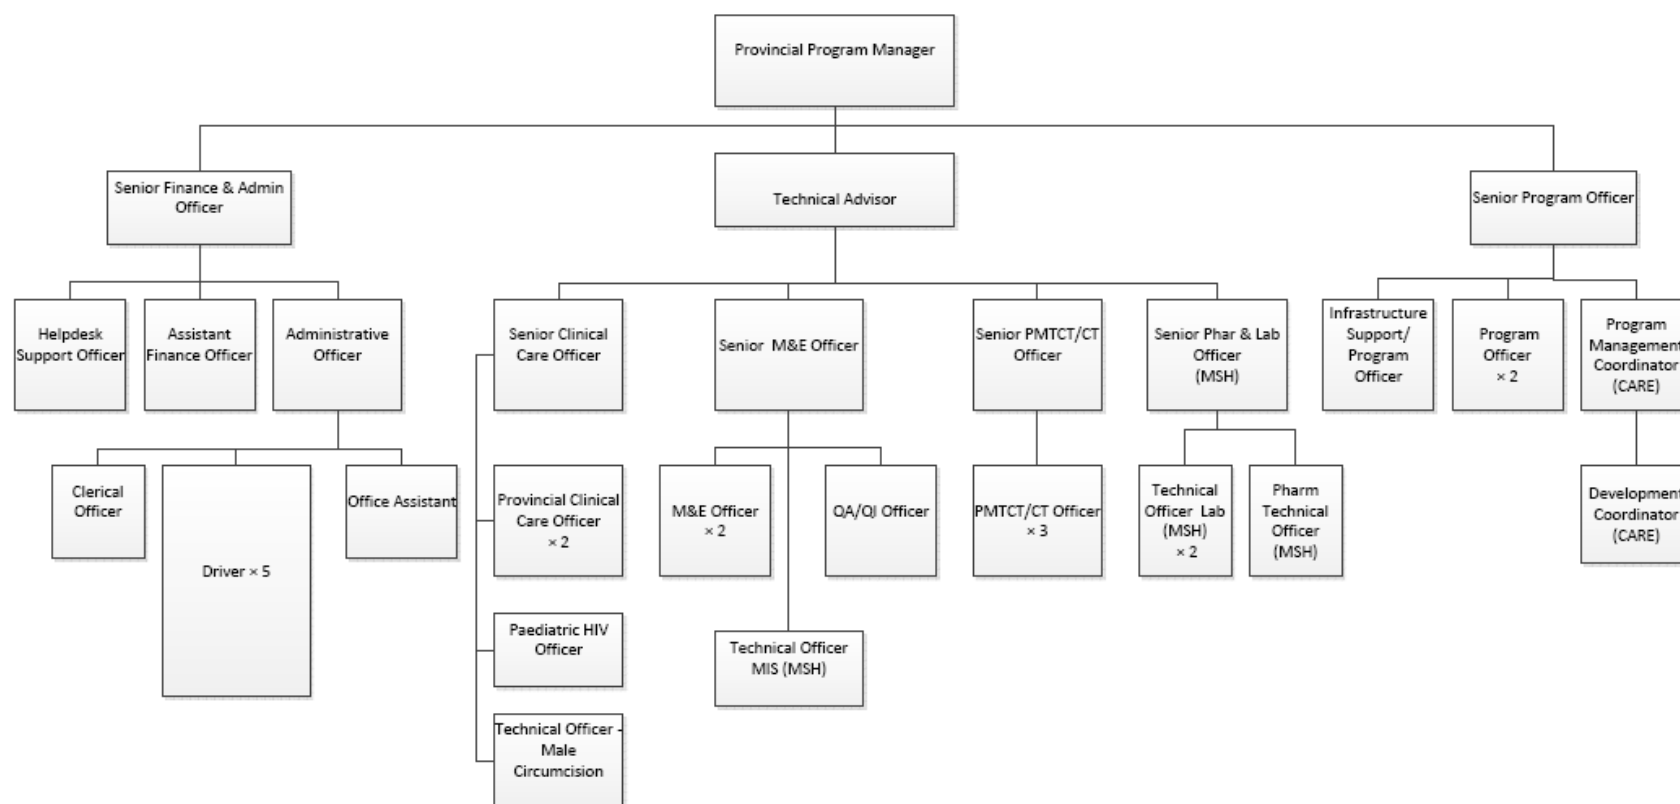 Provincial Program Manager
Senior Finance & Admin
Officer
Technical Advisor
Senior Program Officer
Helpdesk
Support Officer
Assistant
Finance Officer
Administrative
Officer
Senior Clinical
Care Officer
Senior M&E Officer
Senior PMTCT/CT
Officer
Senior Phar & Lab
Officer
(MSH)
Infrastructure
Support/
Program
Officer
Program
Officer
× 2
Program
Management
Coordinator
(CARE)
Clerical
Officer
Driver × 5
Office Assistant
Provincial Clinical
Care Officer
× 2
M&E Officer
× 2
QA/QI Officer
PMTCT/CT Officer
× 3
Technical
Officer Lab
(MSH)
× 2
Pharm
Technical
Officer
(MSH)
Development
Coordinator
(CARE)
Paediatric HIV
Officer
Technical Officer
MIS (MSH)
Technical Officer -
Male
Circumcision